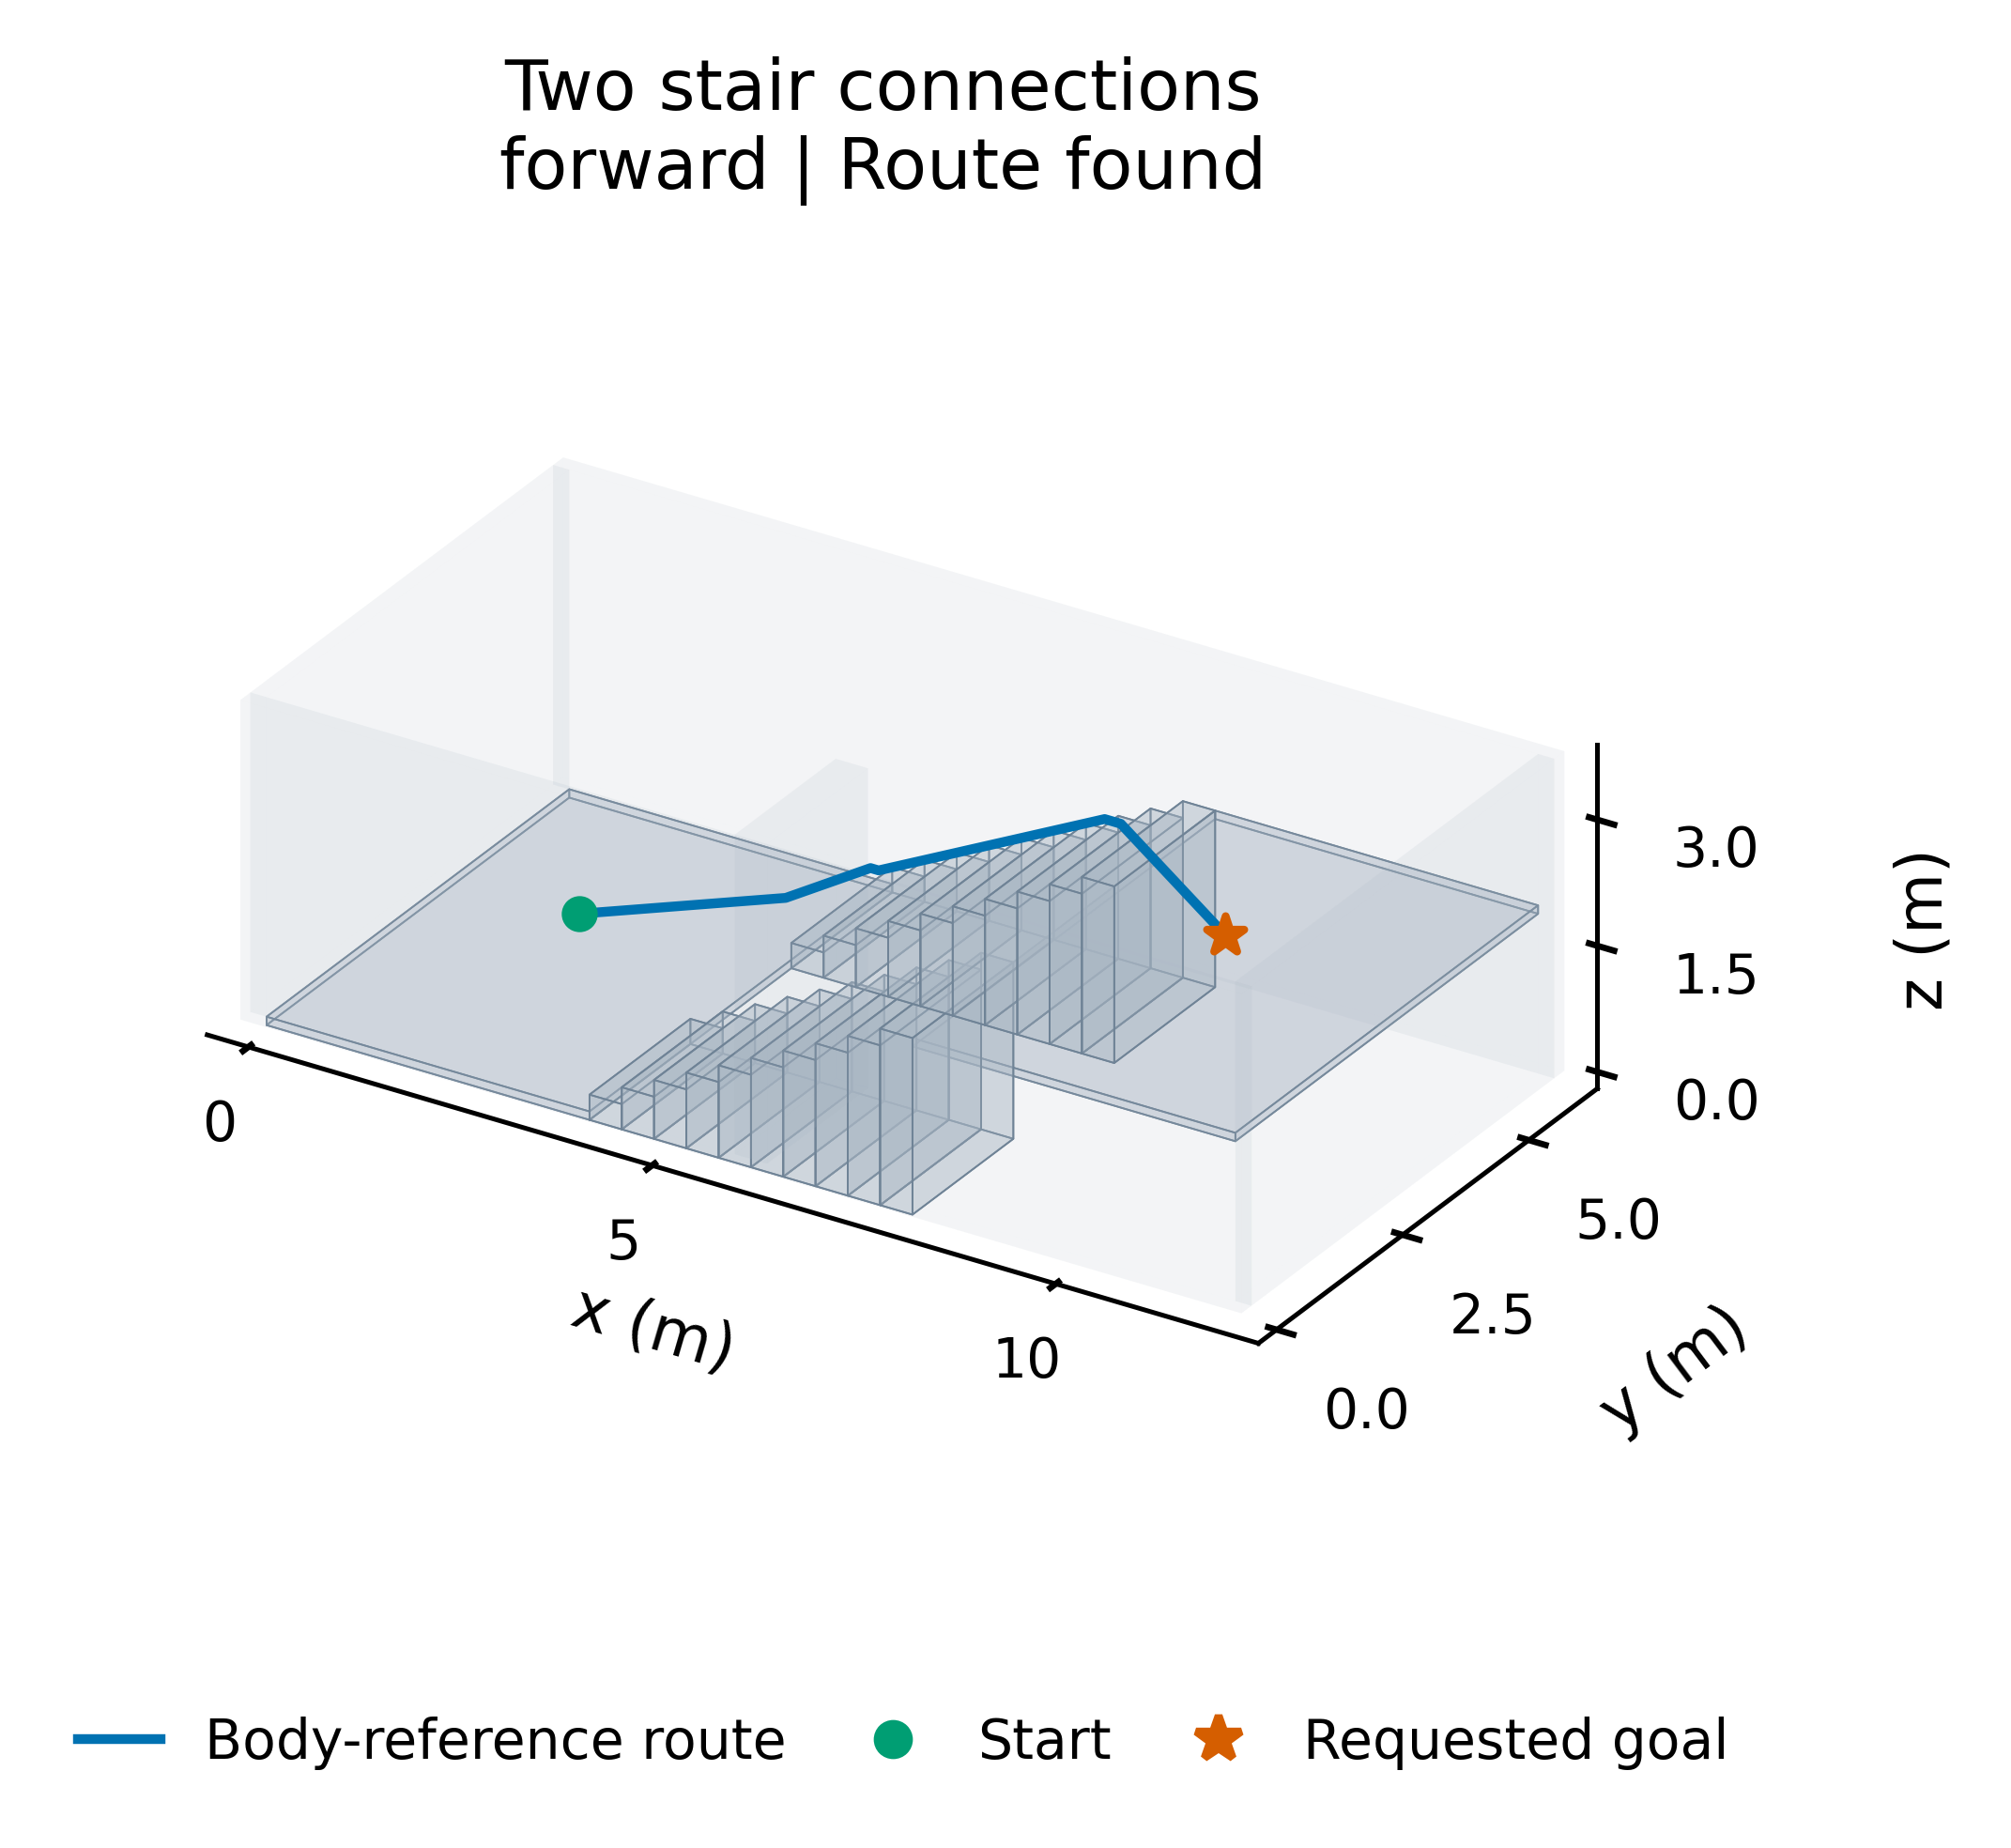 Two stair connections
forward | Route found
3.0
1.5
0.0
z (m)
0
5
10
x (m)
5.0
2.5
0.0
y (m)
Body-reference route
Start
Requested goal